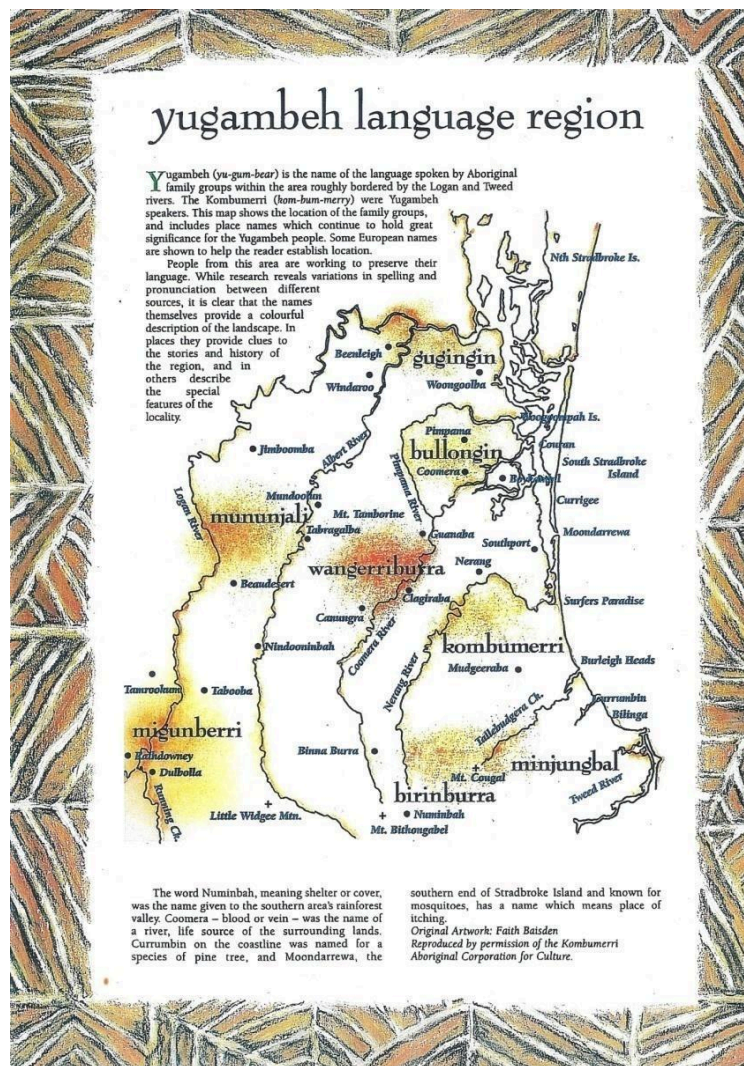 yugambeh language region
Yugambeh (yu-gum-bear) is the name of the language spoken by Aboriginal
family groups within the area roughly bordered by the Logan and Tweed
rivers. The Kombumerri (kom-bum-merry) were Yugambeh
speakers. This map shows the location of the family groups,
and includes place names which continue to hold great
significance for the Yugambeh people. Some European names
are shown to help the reader establish location.
People from this area are working to preserve their
language. While research reveals variations in spelling and
pronunciation between different
sources, it is clear that the names
themselves provide a colourful
description of the landscape. In
places they provide clues to
the stories and history of
the region, and in
others describe
the special
features of the
locality.
Nth Stradbroke Is.
Beenleigh
gugingin
Windaroo
Woongoolba
Woogoompah Is.
Pimpama
Couran
Jimboomba
Albert River
bullongin
South Stradbroke
Island
Coomera
Pimpama River
Logan River
Mundoolun
Currigee
mununjali
Mt. Tamborine
Tabragalba
Guanaba
Moondarrewa
Southport
wangerriburra
Nerang
Beaudesert
Clagiraba
Surfers Paradise
Canungra
Coomera River
Nindooninbah
kombumerri
Nerang River
Mudgeeraba
Burleigh Heads
Tamrookum
Tabooba
Tallebudgera Ck.
Currumbin
Bilinga
migunberri
Binna Burra
Rathdowney
Dulbolla
minjungbal
Mt. Cougal
Tweed River
Running Ck.
birinburra
Little Widgee Mtn.
Numinbah
Mt. Bithongabel
The word Numinbah, meaning shelter or cover,
was the name given to the southern area's rainforest
valley. Coomera – blood or vein – was the name of
a river, life source of the surrounding lands.
Currumbin on the coastline was named for a
species of pine tree, and Moondarrewa, the
southern end of Stradbroke Island and known for
mosquitoes, has a name which means place of
itching.
Original Artwork: Faith Baisden
Reproduced by permission of the Kombumerri
Aboriginal Corporation for Culture.